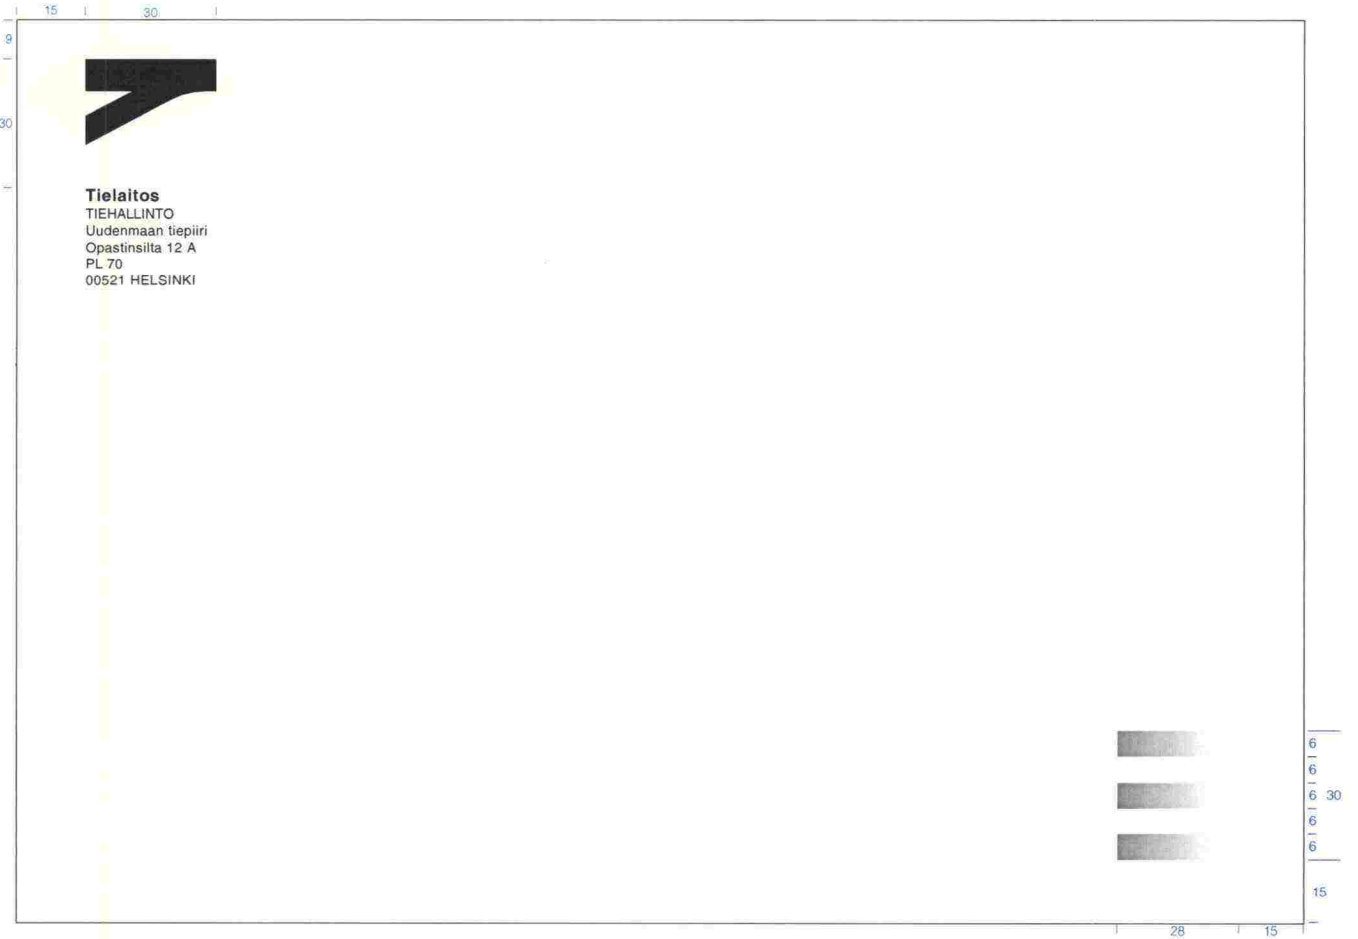 15 30
9
30
Tielaitos
TIEHALLINTO
Uudenmaan tiepiiri
Opastinsilta 12 A
PL 70
00521 HELSINKI
6
6
6 30
6
6
15
28 15